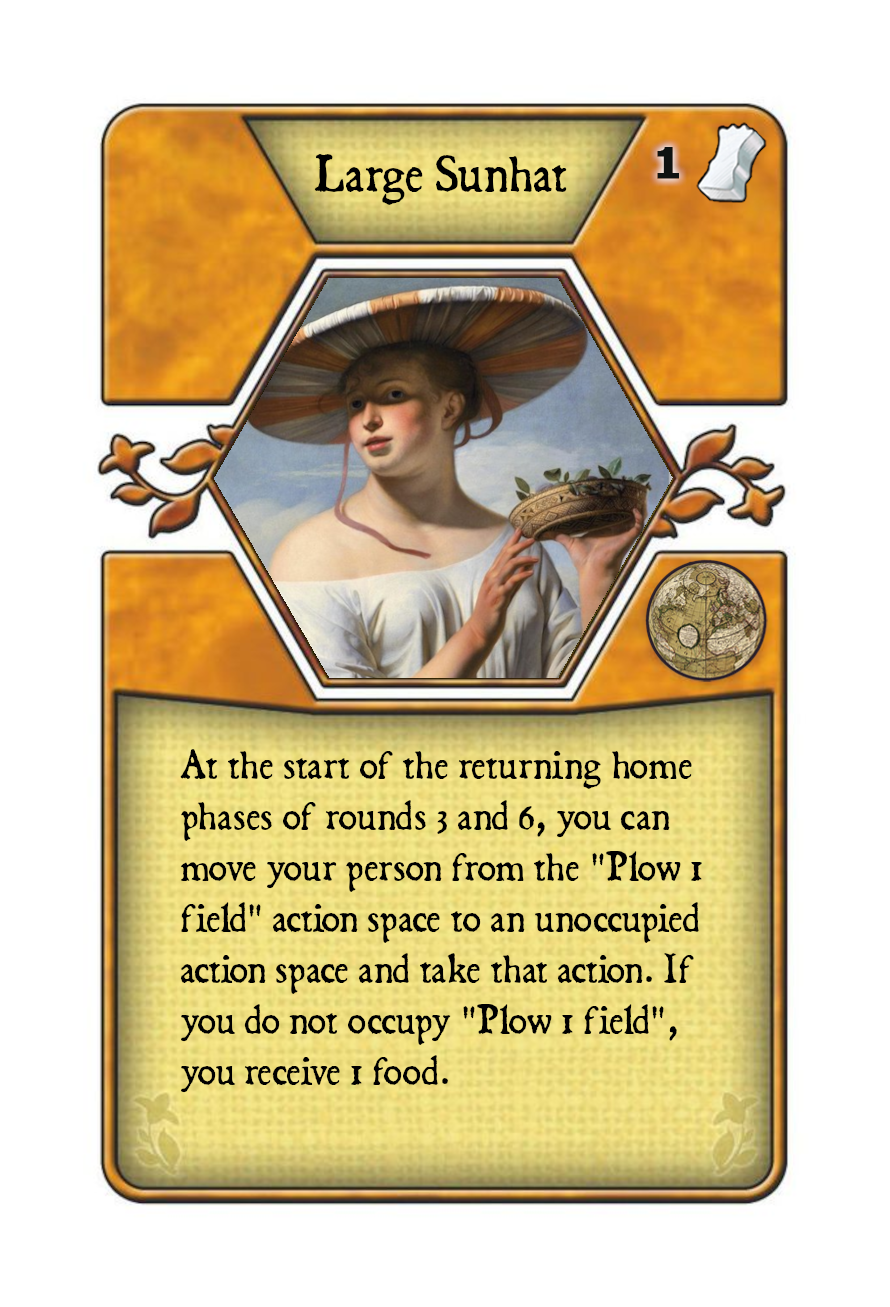 Large Sunhat
1
At the start of the returning home
phases of rounds 3 and 6, you can
move your person from the "Plow 1
field" action space to an unoccupied
action space and take that action. If
you do not occupy "Plow 1 field",
you receive 1 food.